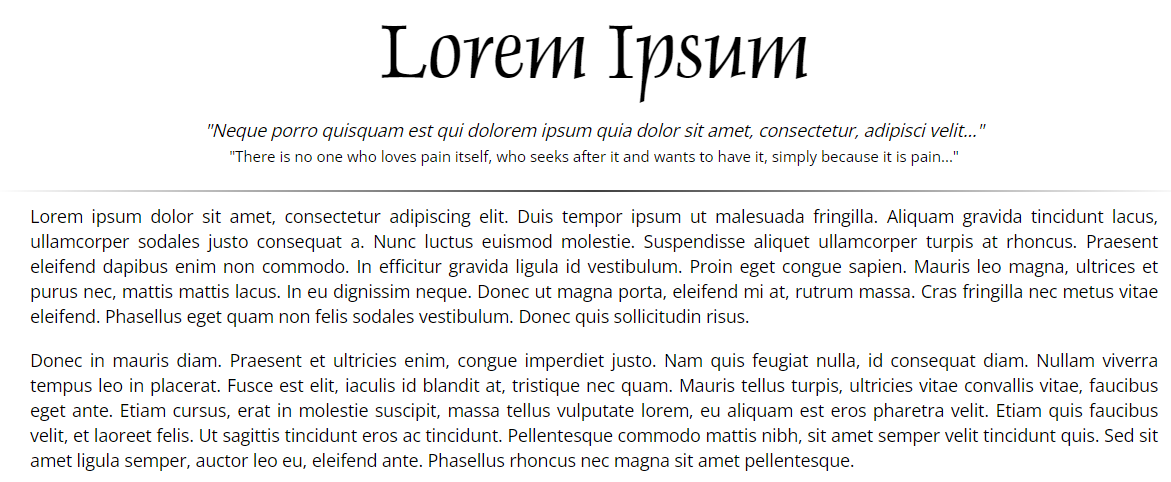 Lorem Ipsum
"Neque porro quisquam est qui dolorem ipsum quia dolor sit amet, consectetur, adipisci velit..."
"There is no one who loves pain itself, who seeks after it and wants to have it, simply because it is pain..."
Lorem ipsum dolor sit amet, consectetur adipiscing elit. Duis tempor ipsum ut malesuada fringilla. Aliquam gravida tincidunt lacus,
ullamcorper sodales justo consequat a. Nunc luctus euismod molestie. Suspendisse aliquet ullamcorper turpis at rhoncus. Praesent
eleifend dapibus enim non commodo. In efficitur gravida ligula id vestibulum. Proin eget congue sapien. Mauris leo magna, ultrices et
purus nec, mattis mattis lacus. In eu dignissim neque. Donec ut magna porta, eleifend mi at, rutrum massa. Cras fringilla nec metus vitae
eleifend. Phasellus eget quam non felis sodales vestibulum. Donec quis sollicitudin risus.
Donec in mauris diam. Praesent et ultricies enim, congue imperdiet justo. Nam quis feugiat nulla, id consequat diam. Nullam viverra
tempus leo in placerat. Fusce est elit, iaculis id blandit at, tristique nec quam. Mauris tellus turpis, ultricies vitae convallis vitae, faucibus
eget ante. Etiam cursus, erat in molestie suscipit, massa tellus vulputate lorem, eu aliquam est eros pharetra velit. Etiam quis faucibus
velit, et laoreet felis. Ut sagittis tincidunt eros ac tincidunt. Pellentesque commodo mattis nibh, sit amet semper velit tincidunt quis. Sed sit
amet ligula semper, auctor leo eu, eleifend ante. Phasellus rhoncus nec magna sit amet pellentesque.